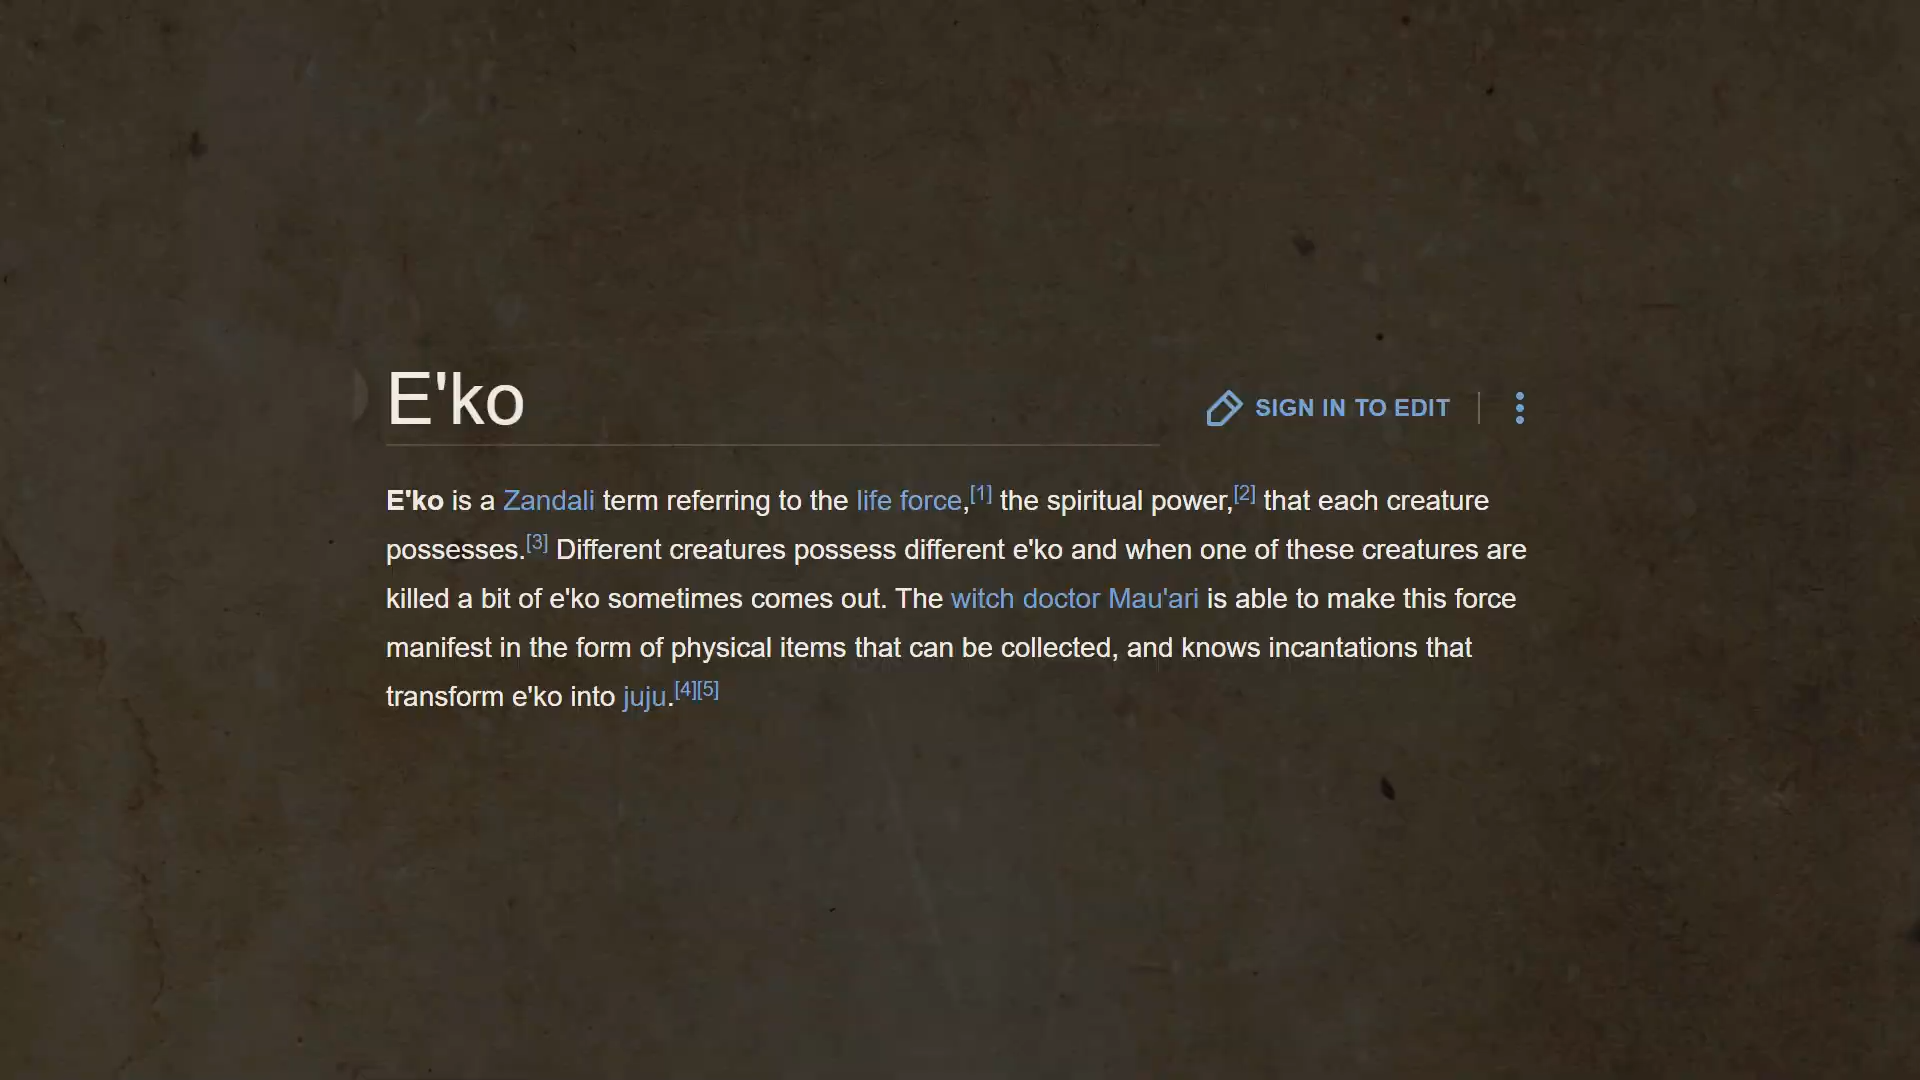 E'ko
SIGN IN TO EDIT
E'ko is a Zandali term referring to the life force,[1] the spiritual power,[2] that each creature
possesses.[3] Different creatures possess different e'ko and when one of these creatures are
killed a bit of e'ko sometimes comes out. The witch doctor Mau'ari is able to make this force
manifest in the form of physical items that can be collected, and knows incantations that
transform e'ko into juju.[4][5]